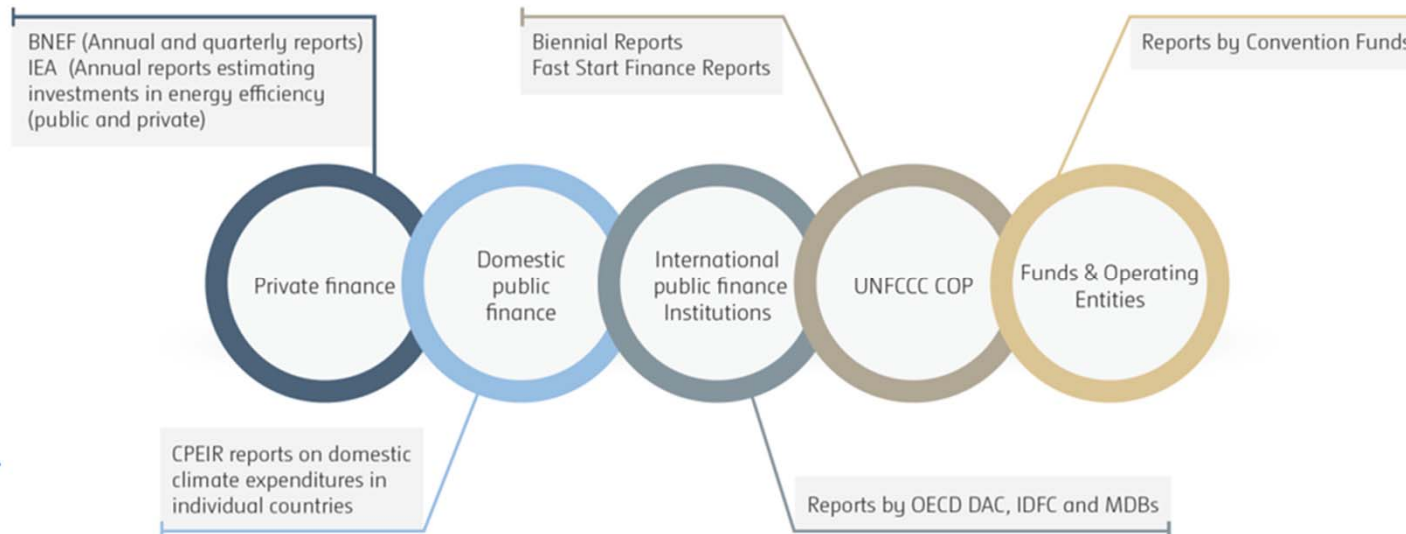 BNEF (Annual and quarterly reports)
IEA (Annual reports estimating
investments in energy efficiency
(public and private)
Biennial Reports
Fast Start Finance Reports
Reports by Convention Funds
Private finance
Domestic
public
finance
International
public finance
Institutions
UNFCCC COP
Funds & Operating
Entities
CPEIR reports on domestic
climate expenditures in
individual countries
Reports by OECD DAC, IDFC and MDBs